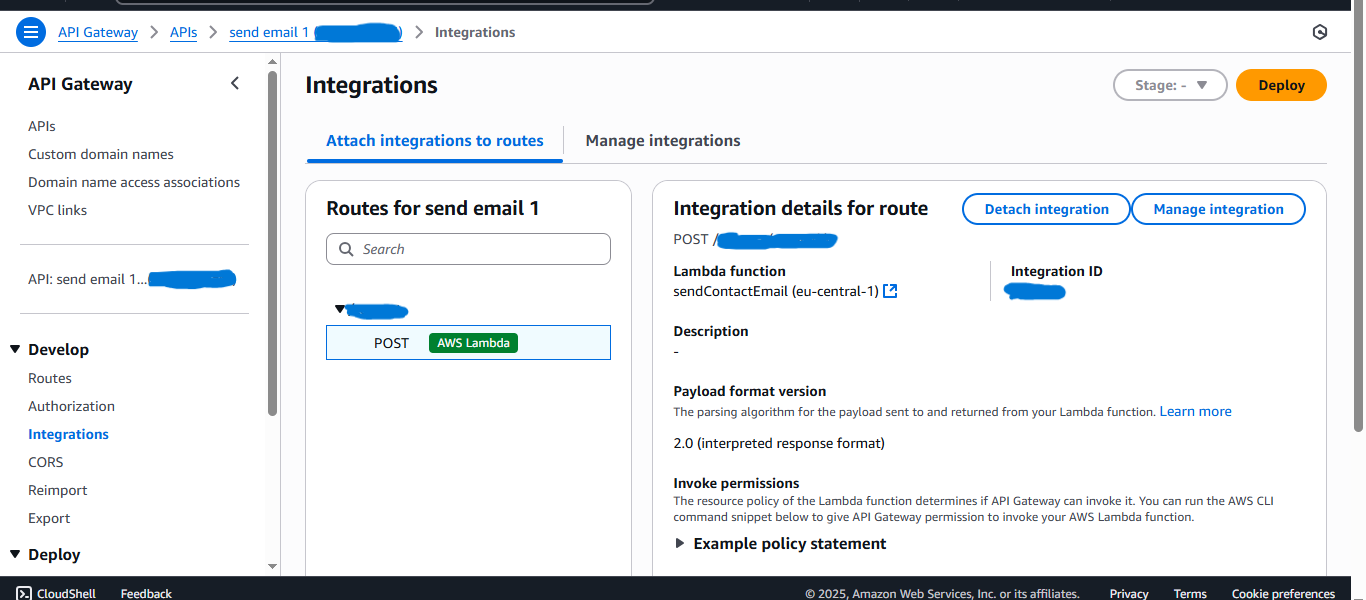 API Gateway > APIs > send email 1 ( ) > Integrations
API Gateway
APIs
Custom domain names
Domain name access associations
VPC links
API: send email 1...
Develop
Routes
Authorization
Integrations
CORS
Reimport
Export
Deploy
Integrations
Stage: -
Deploy
Attach integrations to routes
Manage integrations
Routes for send email 1
Search
POST AWS Lambda
Integration details for route
Detach integration
Manage integration
POST /
Lambda function
sendContactEmail (eu-central-1)
Integration ID
Description
-
Payload format version
The parsing algorithm for the payload sent to and returned from your Lambda function. Learn more
2.0 (interpreted response format)
Invoke permissions
The resource policy of the Lambda function determines if API Gateway can invoke it. You can run the AWS CLI
command snippet below to give API Gateway permission to invoke your AWS Lambda function.
Example policy statement
CloudShell Feedback © 2025, Amazon Web Services, Inc. or its affiliates. Privacy Terms Cookie preferences